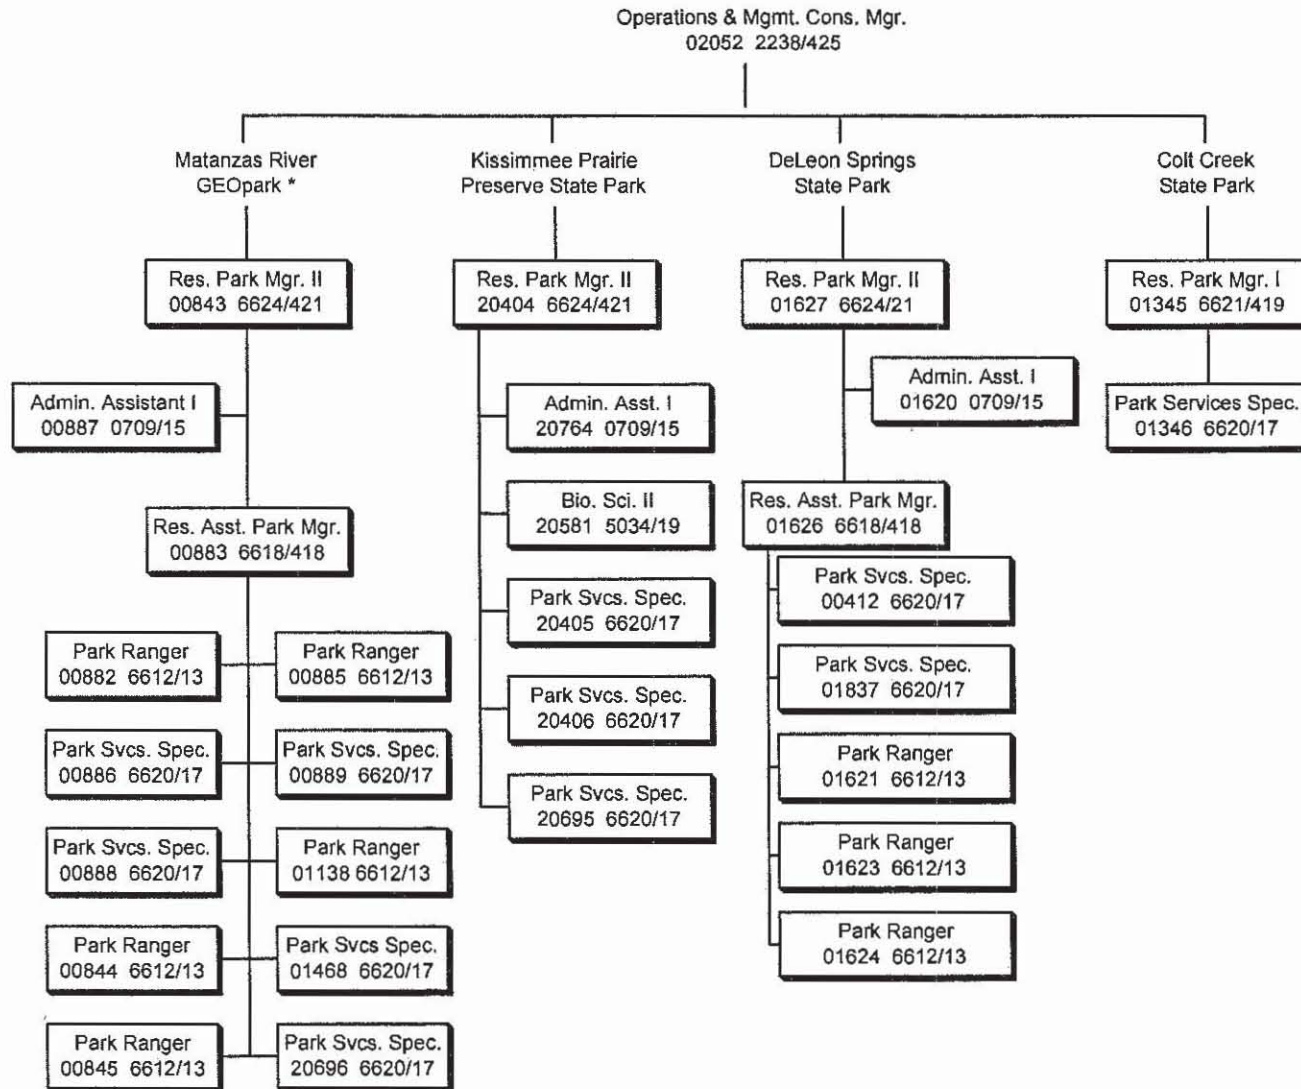 Operations & Mgmt. Cons. Mgr.
02052 2238/425
Matanzas River
GEOpark *
Res. Park Mgr. II
00843 6624/421
Admin. Assistant I
00887 0709/15
Res. Asst. Park Mgr.
00883 6618/418
Park Ranger
00882 6612/13
Park Ranger
00885 6612/13
Park Svcs. Spec.
00886 6620/17
Park Svcs. Spec.
00889 6620/17
Park Svcs. Spec.
00888 6620/17
Park Ranger
01138 6612/13
Park Ranger
00844 6612/13
Park Svcs Spec.
01468 6620/17
Park Ranger
00845 6612/13
Park Svcs. Spec.
20696 6620/17
Kissimmee Prairie
Preserve State Park
Res. Park Mgr. II
20404 6624/421
Admin. Asst. I
20764 0709/15
Bio. Sci. II
20581 5034/19
Park Svcs. Spec.
20405 6620/17
Park Svcs. Spec.
20406 6620/17
Park Svcs. Spec.
20695 6620/17
DeLeon Springs
State Park
Res. Park Mgr. II
01627 6624/21
Admin. Asst. I
01620 0709/15
Res. Asst. Park Mgr.
01626 6618/418
Park Svcs. Spec.
00412 6620/17
Park Svcs. Spec.
01837 6620/17
Park Ranger
01621 6612/13
Park Ranger
01623 6612/13
Park Ranger
01624 6612/13
Colt Creek
State Park
Res. Park Mgr. I
01345 6621/419
Park Services Spec.
01346 6620/17